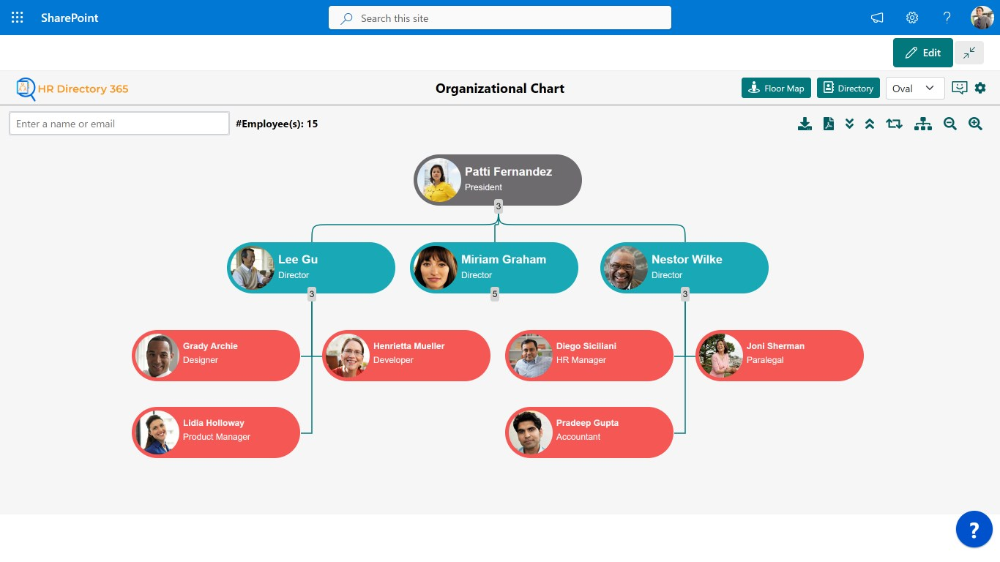 SharePoint
Search this site
?
Edit
HR Directory 365
Organizational Chart
Floor Map
Directory
Oval
Enter a name or email
#Employee(s): 15
Patti Fernandez
President
3
Lee Gu
Director
3
Miriam Graham
Director
5
Nestor Wilke
Director
3
Grady Archie
Designer
Henrietta Mueller
Developer
Diego Siciliani
HR Manager
Joni Sherman
Paralegal
Lidia Holloway
Product Manager
Pradeep Gupta
Accountant
?